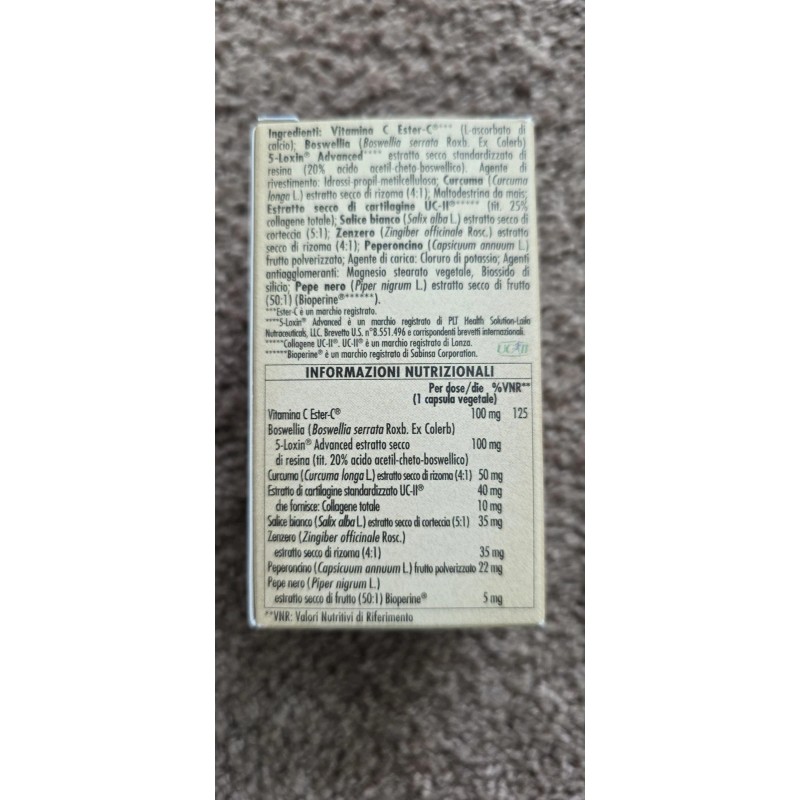 Ingredienti: Vitamina C Ester-C®*** (L-ascorbato di
calcio); Boswellia (Boswellia serrata Roxb. Ex Colerb)
5-Loxin® Advanced**** estratto secco standardizzato di
resina (20% acido acetil-cheto-boswellico). Agente di
rivestimento: Idrossi-propil-metilcellulosa; Curcuma (Curcuma
longa L.) estratto secco di rizoma (4:1); Maltodestrina da mais;
Estratto secco di cartilagine UC-II®***** (tit. 25%
collagene totale); Salice bianco (Salix alba L.) estratto secco di
corteccia (5:1); Zenzero (Zingiber officinale Rosc.) estratto
secco di rizoma (4:1); Peperoncino (Capsicuum annuum L.)
frutto polverizzato; Agente di carica: Cloruro di potassio; Agenti
antiagglomeranti: Magnesio stearato vegetale, Biossido di
silicio; Pepe nero (Piper nigrum L.) estratto secco di frutto
(50:1) (Bioperine®******).
***Ester-C è un marchio registrato.
****5-Loxin® Advanced è un marchio registrato di PLT Health Solution-Laila
Nutraceuticals, LLC. Brevetto U.S. n°8.551.496 e corrispondenti brevetti internazionali.
*****Collagene UC-II®. UC-II® è un marchio registrato di Lonza.
******Bioperine® è un marchio registrato di Sabinsa Corporation.
UC-II
INFORMAZIONI NUTRIZIONALI
Per dose/die %VNR**
(1 capsula vegetale)
Vitamina C Ester-C® 100 mg 125
Boswellia (Boswellia serrata Roxb. Ex Colerb)
5-Loxin® Advanced estratto secco 100 mg
di resina (tit. 20% acido acetil-cheto-boswellico)
Curcuma (Curcuma longa L.) estratto secco di rizoma (4:1) 50 mg
Estratto di cartilagine standardizzato UC-II® 40 mg
che fornisce: Collagene totale 10 mg
Salice bianco (Salix alba L.) estratto secco di corteccia (5:1) 35 mg
Zenzero (Zingiber officinale Rosc.)
estratto secco di rizoma (4:1) 35 mg
Peperoncino (Capsicuum annuum L.) frutto polverizzato 22 mg
Pepe nero (Piper nigrum L.)
estratto secco di frutto (50:1) Bioperine® 5 mg
**VNR: Valori Nutritivi di Riferimento